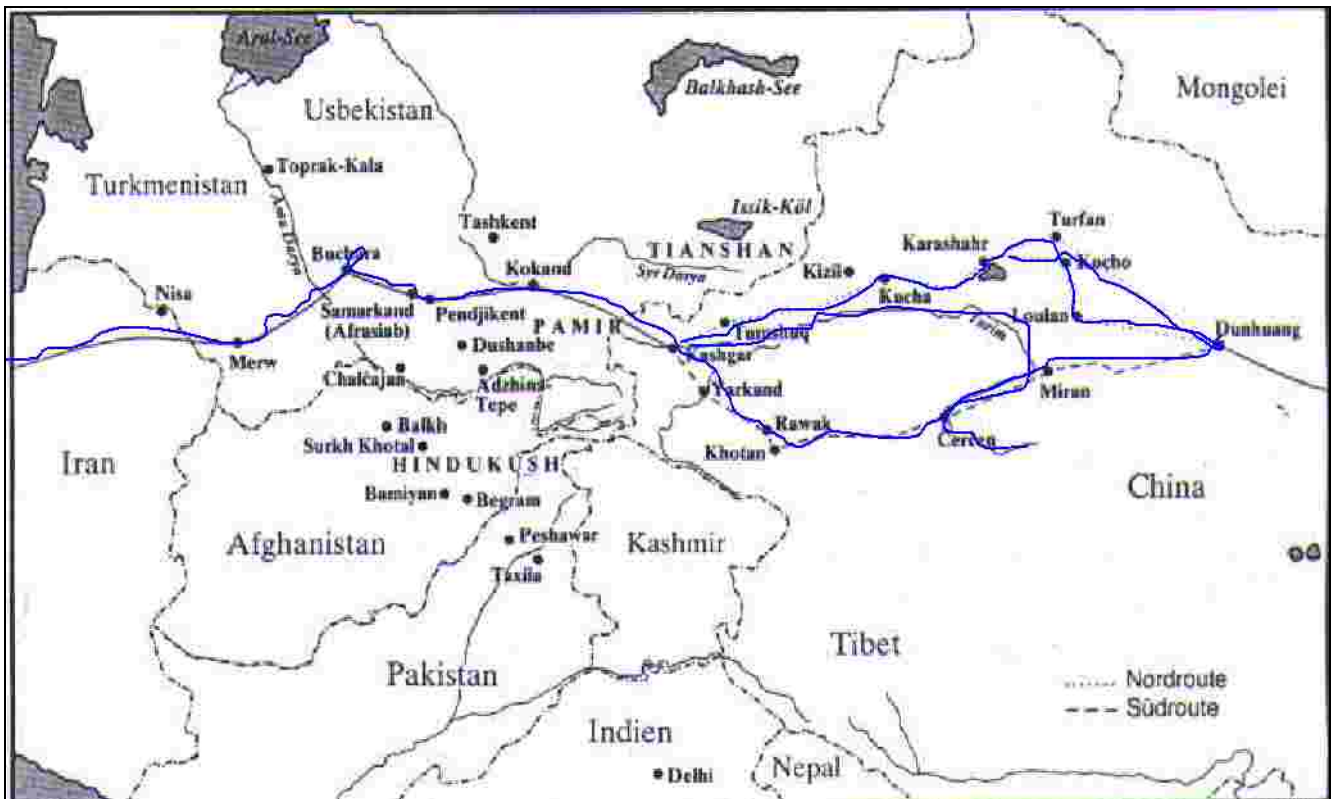 Aral-See
Balkhash-See
Mongolei
Usbekistan
Toprak-Kala
Turkmenistan
Amu Darya
Issik-Köl
Tashkent
TIANSHAN
Syr Darya
Turfan
Karashahr
Kocho
Buchara
Kokand
Kizil
Kucha
Nisa
Samarkand
(Afrasiab)
Pendjikent
PAMIR
Tumshuq
Loulan
Tarim
Dunhuang
Merw
Dushanbe
Kashgar
Chalčajan
Adzhina
Tepe
Yarkand
Miran
Balkh
Rawak
Cercen
Surkh Khotal
Khotan
Iran
HINDUKUSH
Bamiyan
Begram
China
Afghanistan
Peshawar
Kashmir
Taxila
Tibet
Pakistan
Nordroute
Südroute
Indien
Delhi
Nepal